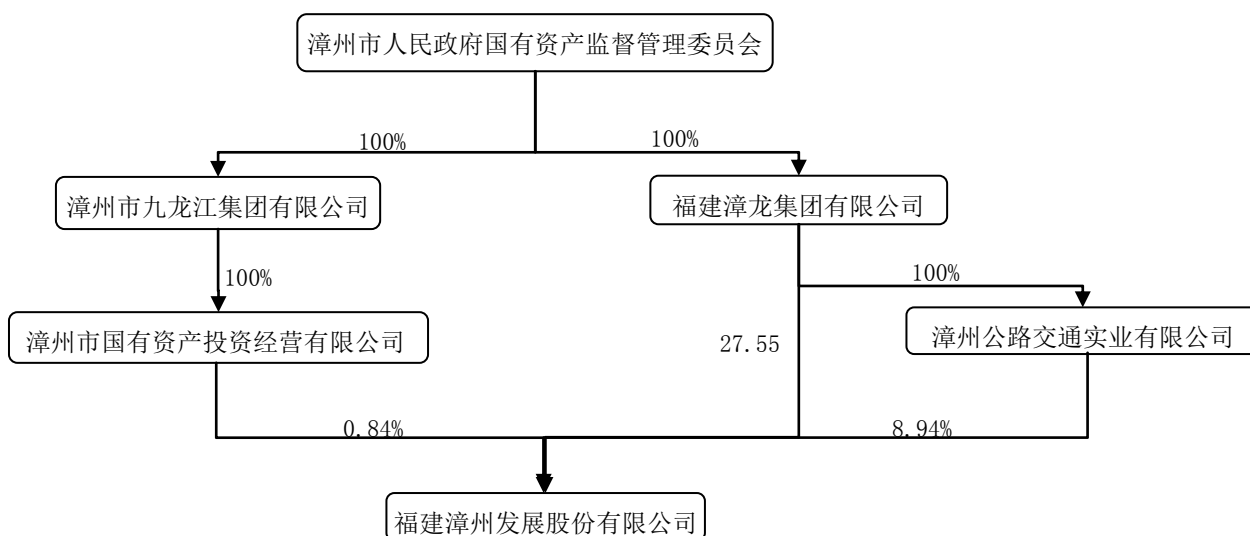 漳州市人民政府国有资产监督管理委员会
100%
100%
漳州市九龙江集团有限公司
福建漳龙集团有限公司
100%
100%
漳州市国有资产投资经营有限公司
27.55
漳州公路交通实业有限公司
0.84%
8.94%
福建漳州发展股份有限公司